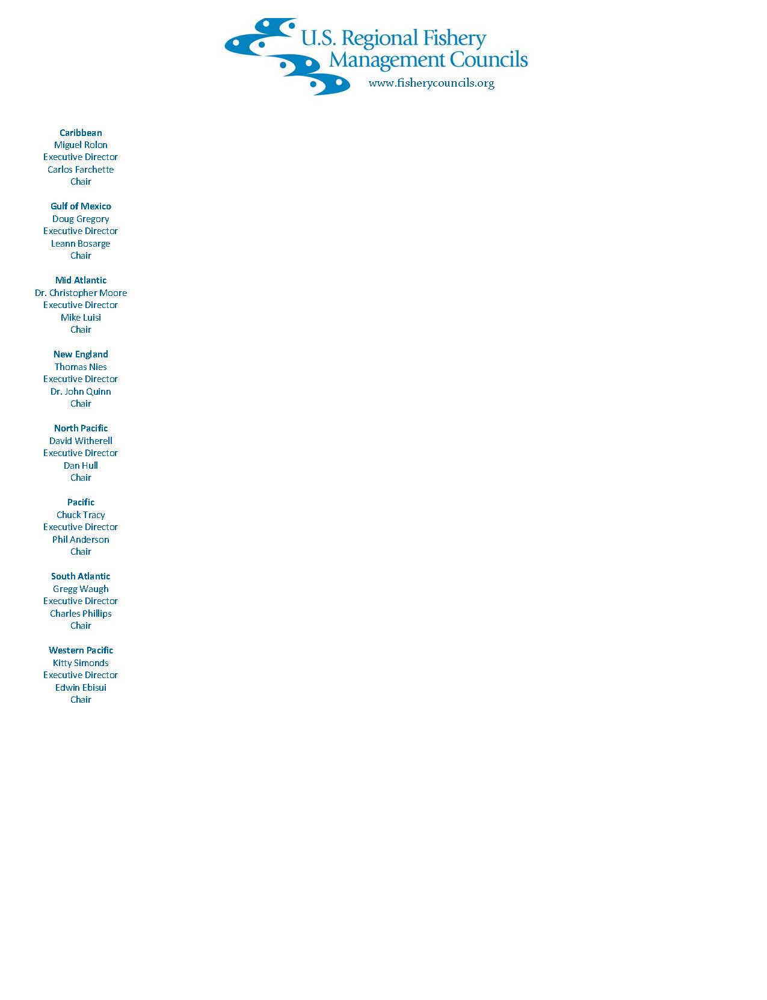 U.S. Regional Fishery
Management Councils
www.fisherycouncils.org
Caribbean
Miguel Rolon
Executive Director
Carlos Farchette
Chair
Gulf of Mexico
Doug Gregory
Executive Director
Leann Bosarge
Chair
Mid Atlantic
Dr. Christopher Moore
Executive Director
Mike Luisi
Chair
New England
Thomas Nies
Executive Director
Dr. John Quinn
Chair
North Pacific
David Witherell
Executive Director
Dan Hull
Chair
Pacific
Chuck Tracy
Executive Director
Phil Anderson
Chair
South Atlantic
Gregg Waugh
Executive Director
Charles Phillips
Chair
Western Pacific
Kitty Simonds
Executive Director
Edwin Ebisui
Chair